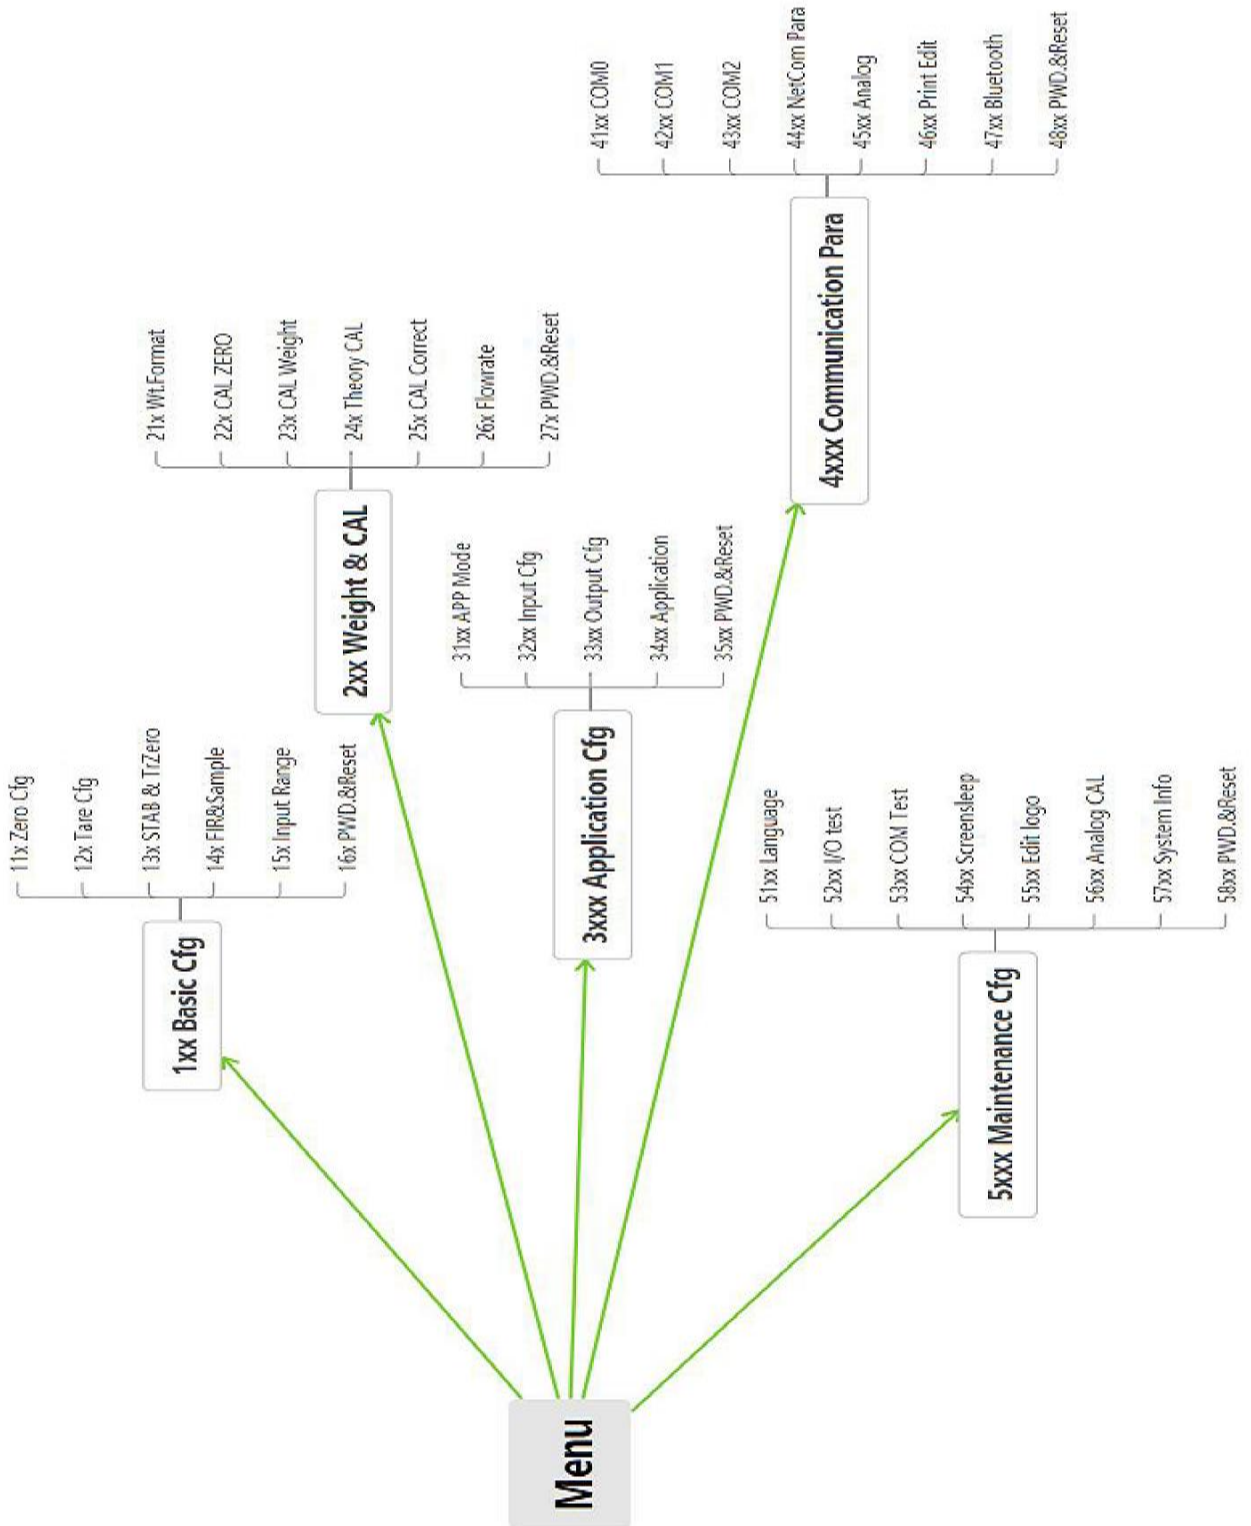 Menu
1xx Basic Cfg
11x Zero Cfg
12x Tare Cfg
13x STAB & TrZero
14x FIR&Sample
15x Input Range
16x PWD.&Reset
2xx Weight & CAL
21x Wt.Format
22x CAL ZERO
23x CAL Weight
24x Theory CAL
25x CAL Correct
26x Flowrate
27x PWD.&Reset
3xxx Application Cfg
31xx APP Mode
32xx Input Cfg
33xx Output Cfg
34xx Application
35xx PWD.&Reset
4xxx Communication Para
41xx COM0
42xx COM1
43xx COM2
44xx NetCom Para
45xx Analog
46xx Print Edit
47xx Bluetooth
48xx PWD.&Reset
5xxx Maintenance Cfg
51xx Language
52xx I/O test
53xx COM Test
54xx Screensleep
55xx Edit logo
56xx Analog CAL
57xx System Info
58xx PWD.&Reset